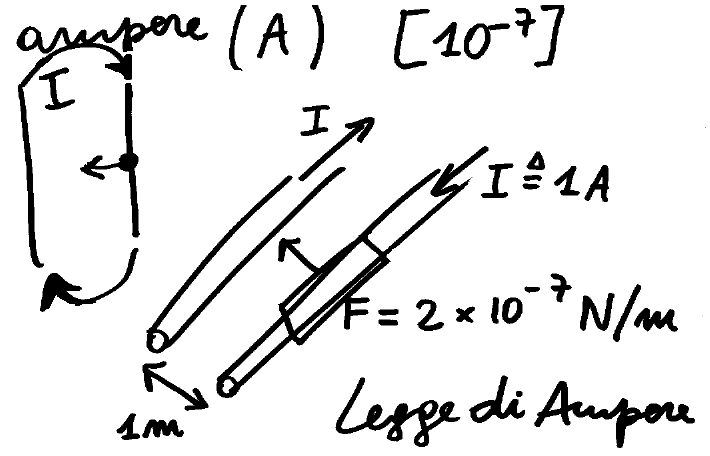 ampere (A) [10⁻⁷]
I
I
I ≜ 1A
F = 2 × 10⁻⁷ N/m
1m
Legge di Ampere